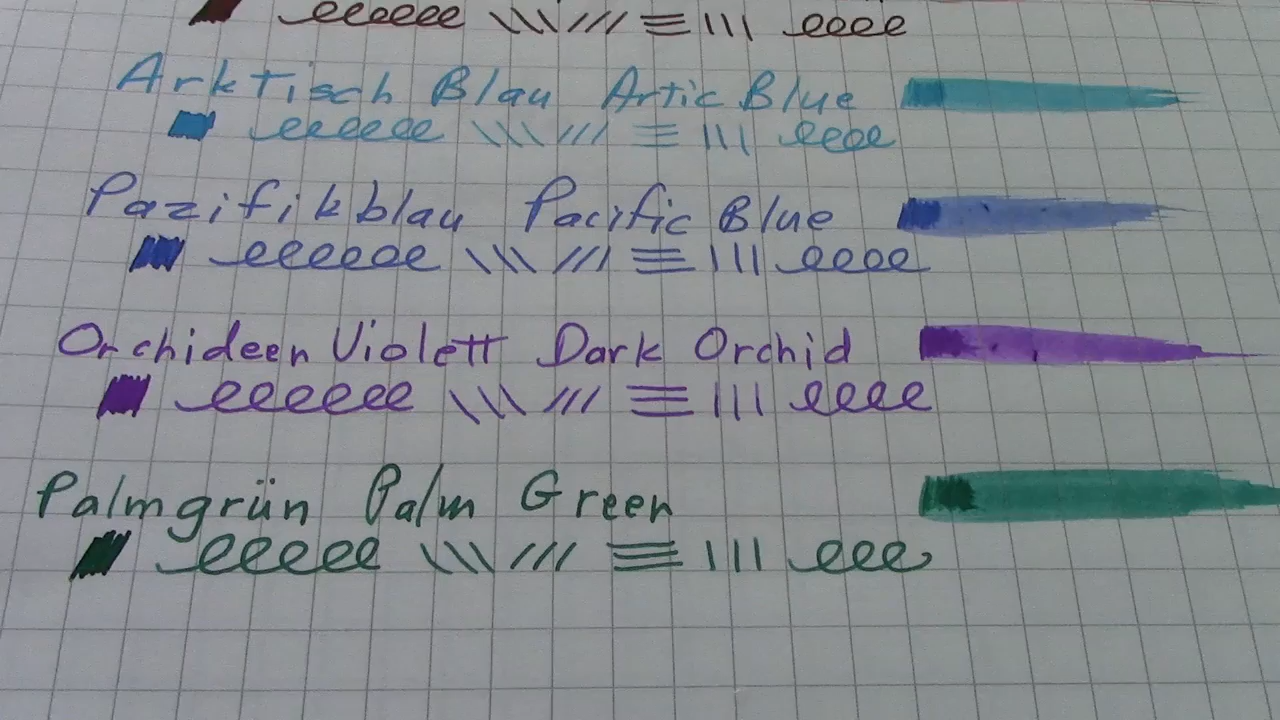 eeeeee \\\ /// ≡ ||| eeee
Arktisch Blau Artic Blue
eeeeee \\\ /// ≡ ||| eeee
Pazifikblau Pacific Blue
eeeeee \\\ /// ≡ ||| eeee
Orchideen Violett Dark Orchid
eeeeee \\\ /// ≡ ||| eeee
Palmgrün Palm Green
eeeee \\\ /// ≡ ||| eee